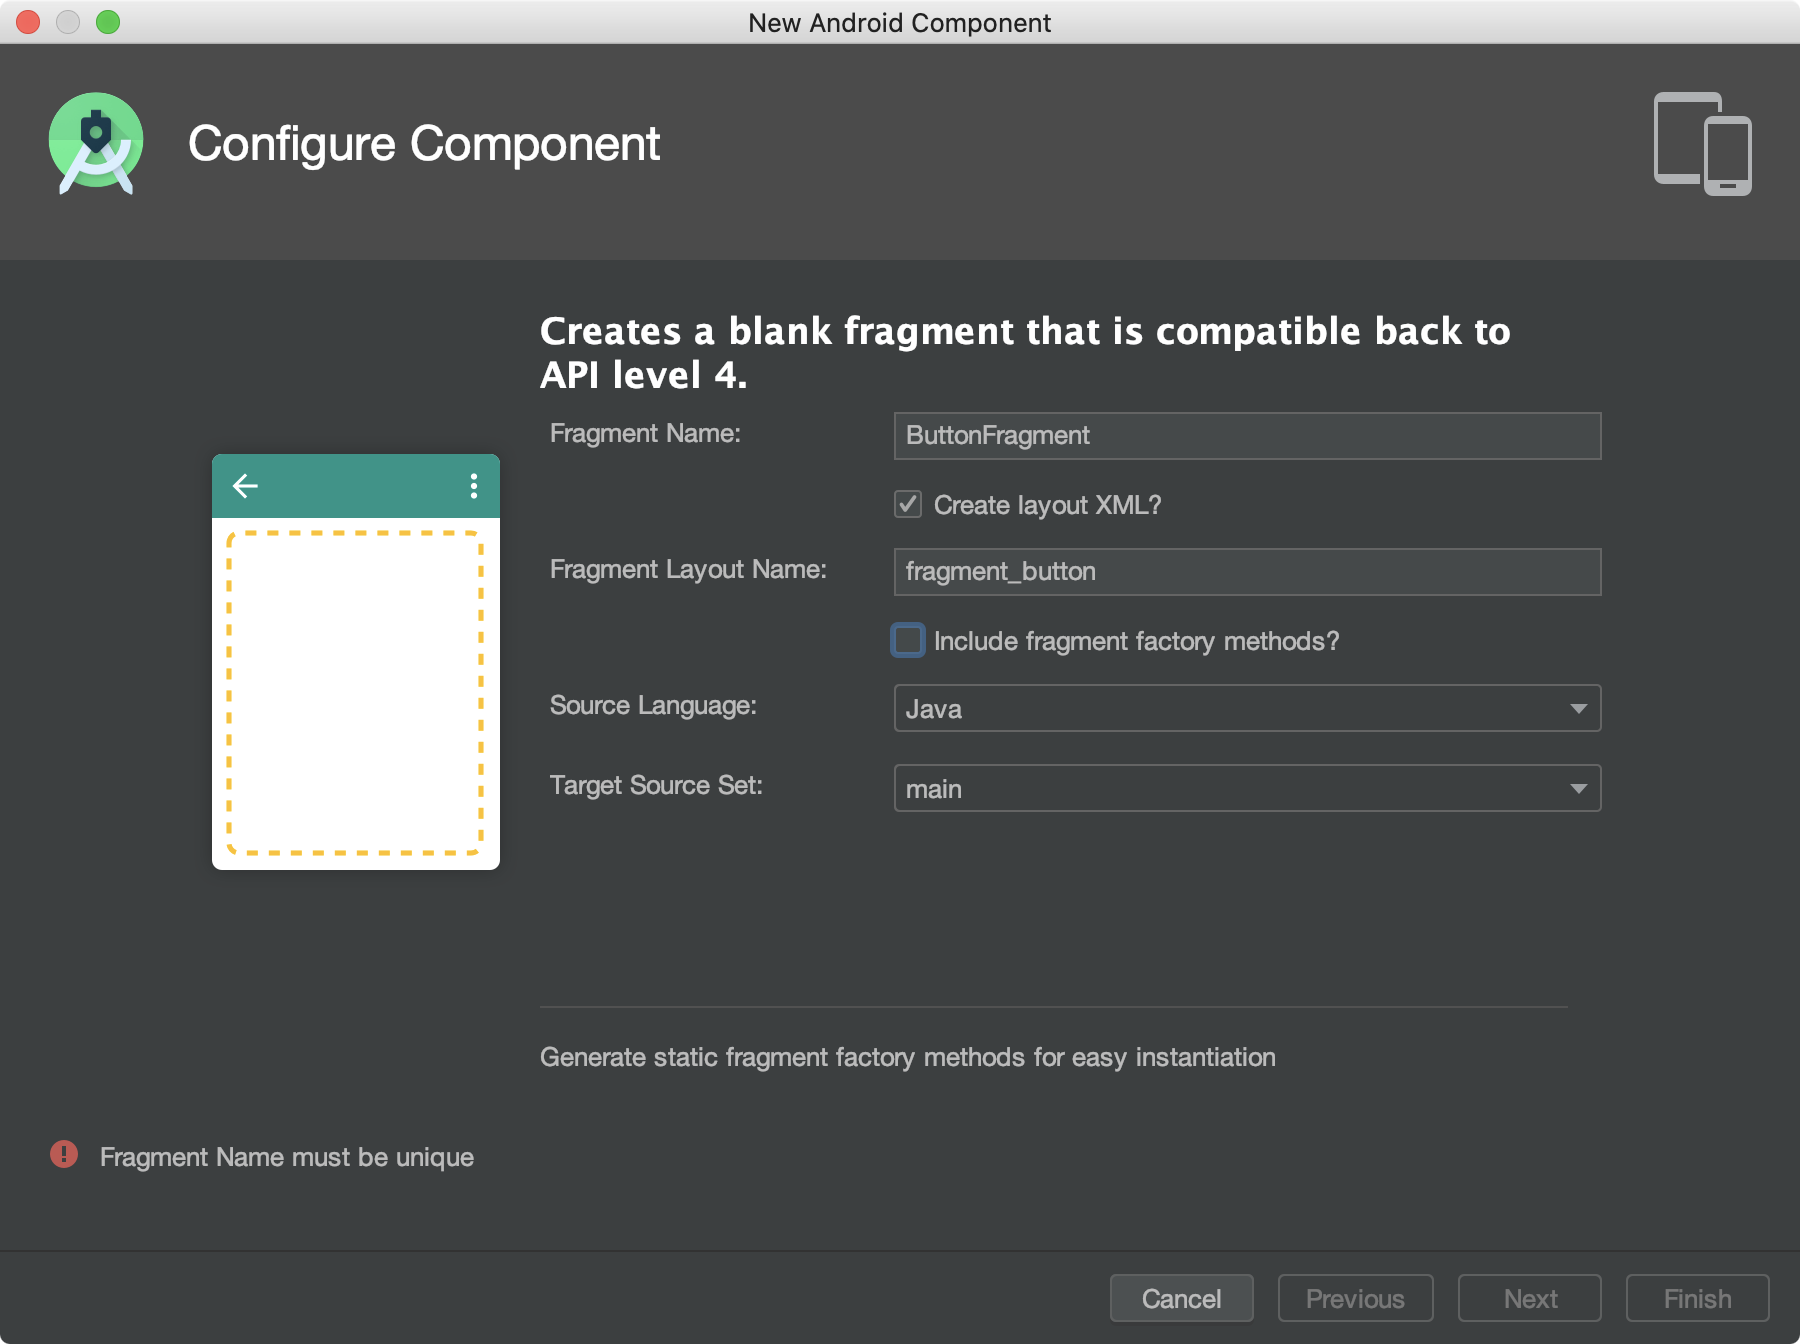 New Android Component
Configure Component
Creates a blank fragment that is compatible back to
API level 4.
Fragment Name:
ButtonFragment
Create layout XML?
Fragment Layout Name:
fragment_button
Include fragment factory methods?
Source Language:
Java
Target Source Set:
main
Generate static fragment factory methods for easy instantiation
Fragment Name must be unique
Cancel
Previous
Next
Finish